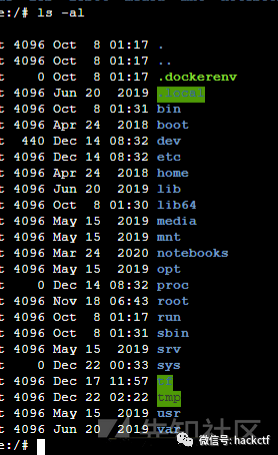 e:/# ls -al
t 4096 Oct  8 01:17 .
t 4096 Oct  8 01:17 ..
t    0 Oct  8 01:17 .dockerenv
t 4096 Jun 20  2019 .local
t 4096 Oct  8 01:31 bin
t 4096 Apr 24  2018 boot
t  440 Dec 14 08:32 dev
t 4096 Dec 14 08:32 etc
t 4096 Apr 24  2018 home
t 4096 Jun 20  2019 lib
t 4096 Oct  8 01:30 lib64
t 4096 May 15  2019 media
t 4096 May 15  2019 mnt
t 4096 Mar 24  2020 notebooks
t 4096 May 15  2019 opt
t    0 Dec 14 08:32 proc
t 4096 Nov 18 06:43 root
t 4096 Oct  8 01:17 run
t 4096 Oct  8 01:31 sbin
t 4096 May 15  2019 srv
t    0 Dec 22 00:33 sys
t 4096 Dec 17 11:57 tf
t 4096 Dec 22 02:22 tmp
t 4096 May 15  2019 usr
t 4096 Jun 20  2019 var
e:/#
先知社区
微信号: hackctf